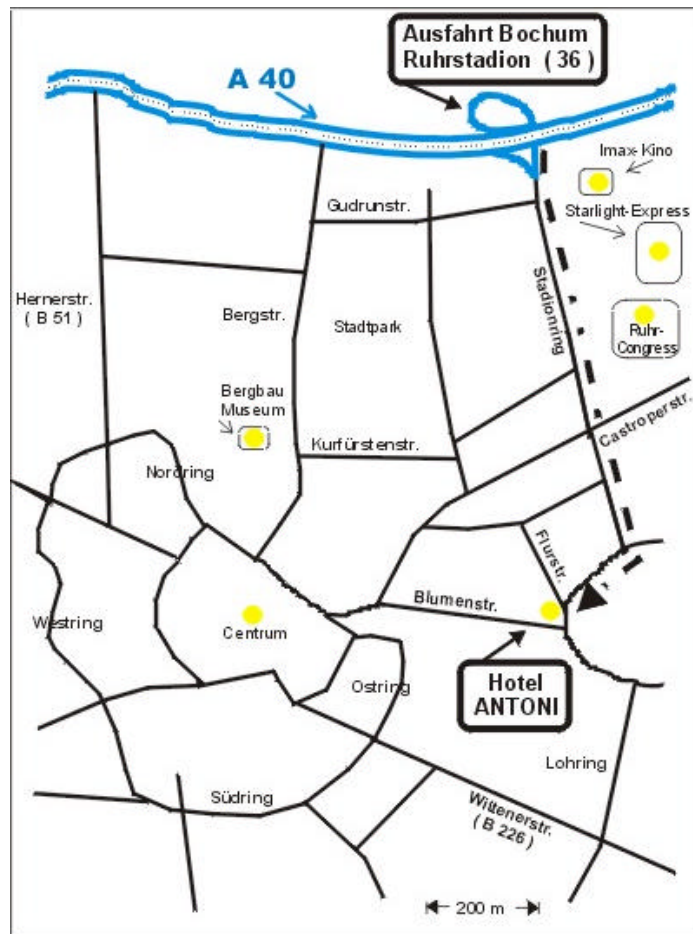 Ausfahrt Bochum
Ruhrstadion ( 36 )
A 40
Imax-Kino
Starlight-Express
Gudrunstr.
Hernerstr.
( B 51 )
Bergstr.
Stadtpark
Stadionring
Ruhr-
Congress
Bergbau
Museum
Kurfürstenstr.
Castroperstr.
Nordring
Flurstr.
Blumenstr.
Westring
Centrum
Ostring
Hotel
ANTONI
Lohring
Südring
Wittenerstr.
( B 226 )
200 m